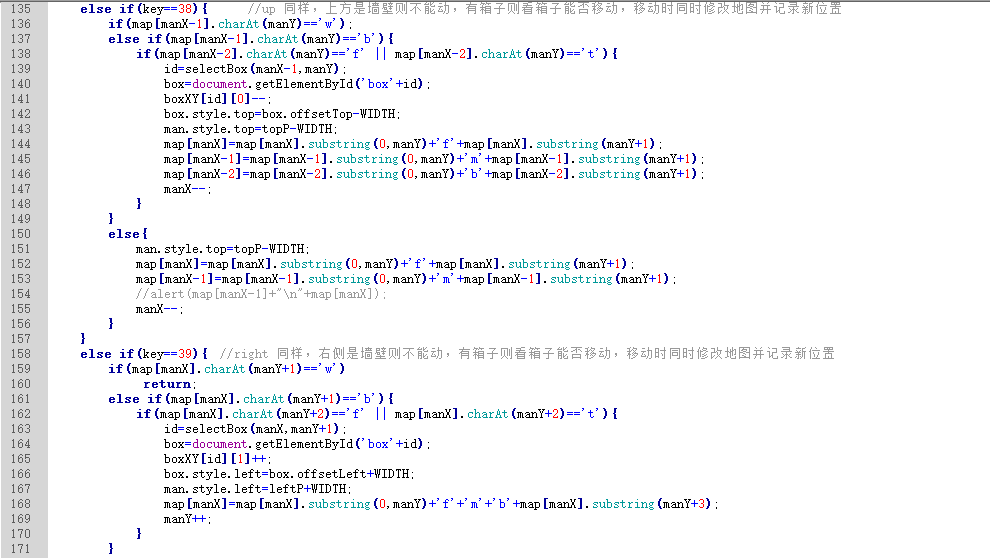 135 else if(key==38){ //up 同样，上方是墙壁则不能动，有箱子则看箱子能否移动，移动时同时修改地图并记录新位置
136 if(map[manX-1].charAt(manY)=='w');
137 else if(map[manX-1].charAt(manY)=='b'){
138 if(map[manX-2].charAt(manY)=='f' || map[manX-2].charAt(manY)=='t'){
139 id=selectBox(manX-1,manY);
140 box=document.getElementById('box'+id);
141 boxXY[id][0]--;
142 box.style.top=box.offsetTop-WIDTH;
143 man.style.top=topP-WIDTH;
144 map[manX]=map[manX].substring(0,manY)+'f'+map[manX].substring(manY+1);
145 map[manX-1]=map[manX-1].substring(0,manY)+'m'+map[manX-1].substring(manY+1);
146 map[manX-2]=map[manX-2].substring(0,manY)+'b'+map[manX-2].substring(manY+1);
147 manX--;
148 }
149 }
150 else{
151 man.style.top=topP-WIDTH;
152 map[manX]=map[manX].substring(0,manY)+'f'+map[manX].substring(manY+1);
153 map[manX-1]=map[manX-1].substring(0,manY)+'m'+map[manX-1].substring(manY+1);
154 //alert(map[manX-1]+"\n"+map[manX]);
155 manX--;
156 }
157 }
158 else if(key==39){ //right 同样，右侧是墙壁则不能动，有箱子则看箱子能否移动，移动时同时修改地图并记录新位置
159 if(map[manX].charAt(manY+1)=='w')
160 return;
161 else if(map[manX].charAt(manY+1)=='b'){
162 if(map[manX].charAt(manY+2)=='f' || map[manX].charAt(manY+2)=='t'){
163 id=selectBox(manX,manY+1);
164 box=document.getElementById('box'+id);
165 boxXY[id][1]++;
166 box.style.left=box.offsetLeft+WIDTH;
167 man.style.left=leftP+WIDTH;
168 map[manX]=map[manX].substring(0,manY)+'f'+'m'+'b'+map[manX].substring(manY+3);
169 manY++;
170 }
171 }